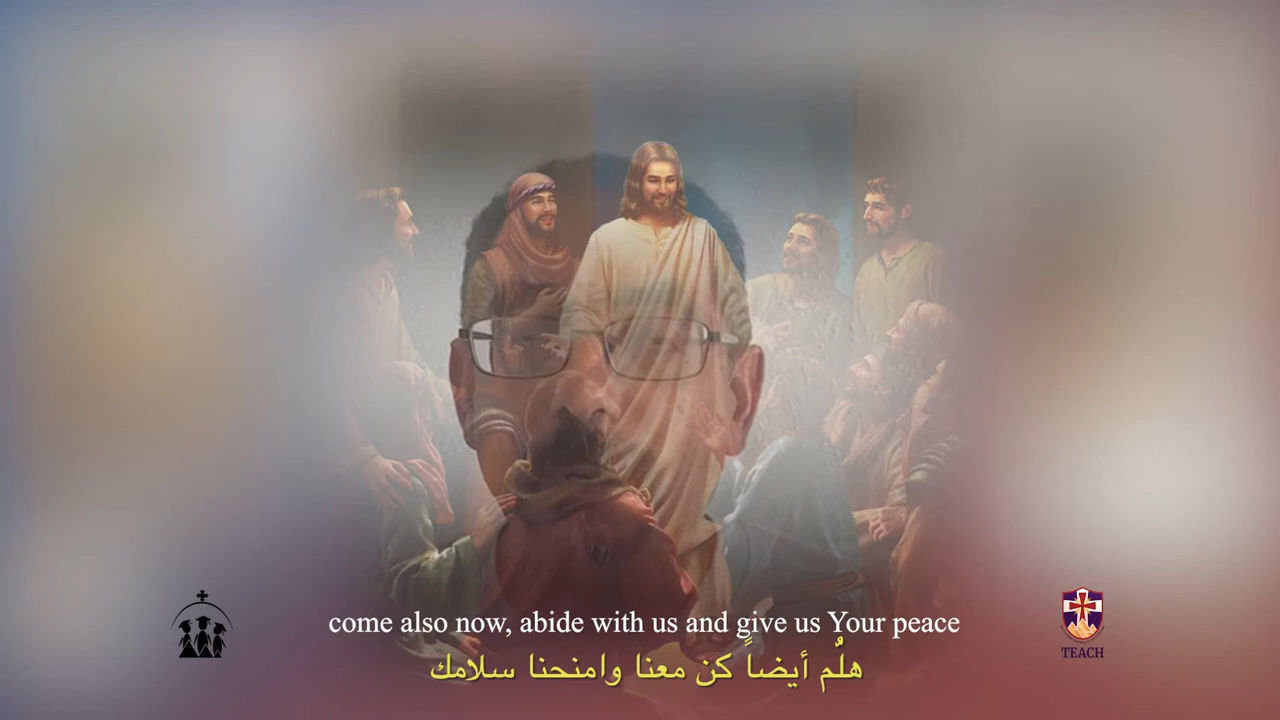 come also now, abide with us and give us Your peace
هلُم أيضاً كن معنا وامنحنا سلامك
TEACH